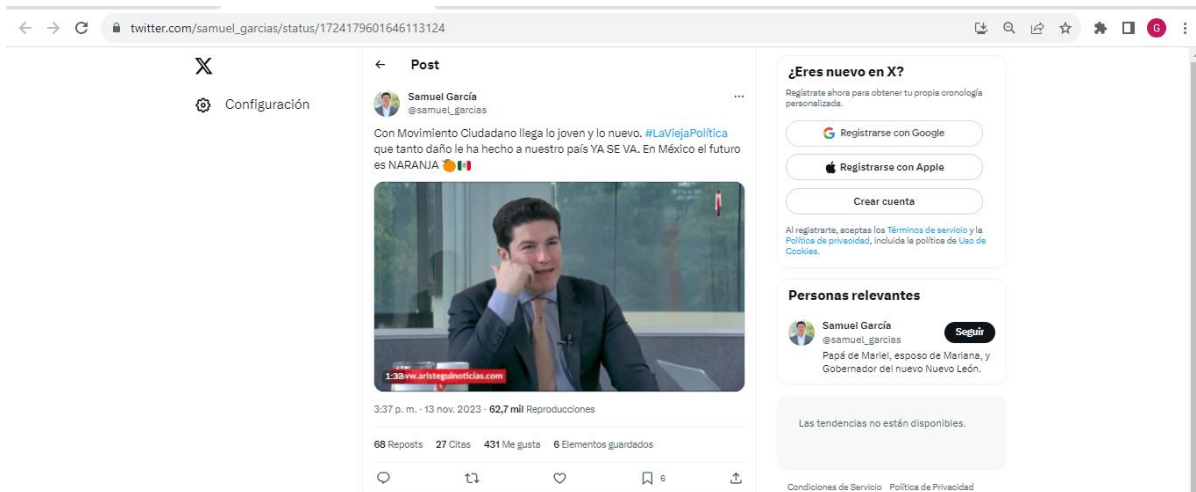 twitter.com/samuel_garcias/status/1724179601646113124
G
X
Configuración
Post
Samuel García
@samuel_garcias
Con Movimiento Ciudadano llega lo joven y lo nuevo. #LaViejaPolítica
que tanto daño le ha hecho a nuestro país YA SE VA. En México el futuro
es NARANJA
1:33
www.aristeguinoticias.com
3:37 p. m. · 13 nov. 2023 · 62,7 mil Reproducciones
68 Reposts 27 Citas 431 Me gusta 6 Elementos guardados
6
¿Eres nuevo en X?
Regístrate ahora para obtener tu propia cronología
personalizada.
Registrarse con Google
Registrarse con Apple
Crear cuenta
Al registrarte, aceptas los Términos de servicio y la
Política de privacidad, incluida la política de Uso de
Cookies.
Personas relevantes
Samuel García
@samuel_garcias
Seguir
Papá de Mariel, esposo de Mariana, y
Gobernador del nuevo Nuevo León.
Las tendencias no están disponibles.
Condiciones de Servicio Política de Privacidad